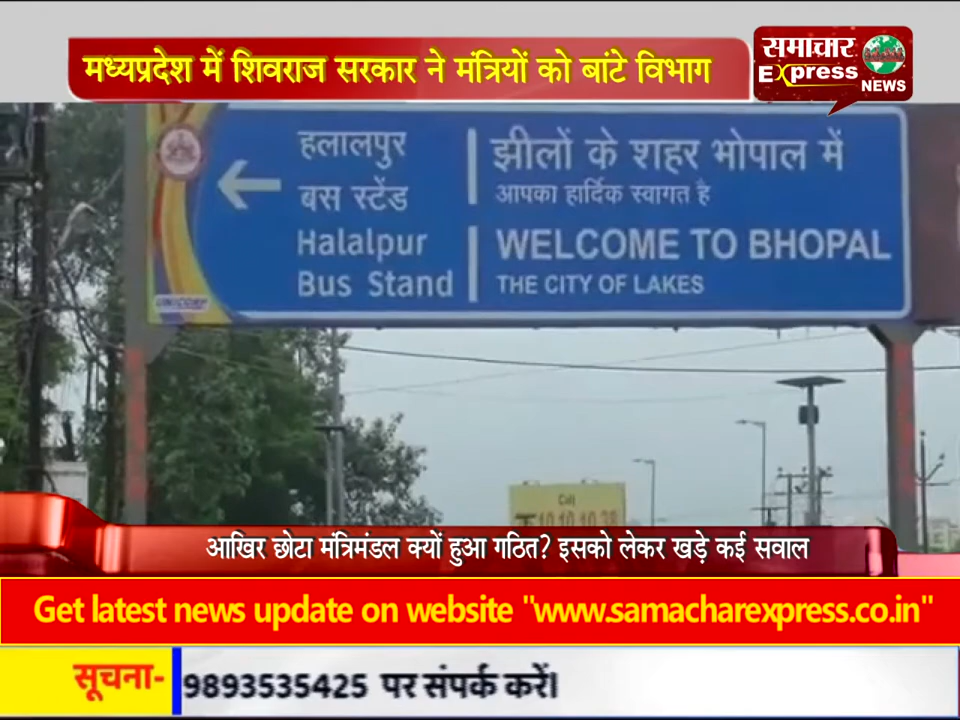 मध्यप्रदेश में शिवराज सरकार ने मंत्रियों को बांटे विभाग
समाचार
Express
NEWS
हलालपुर
बस स्टेंड
Halalpur
Bus Stand
झीलों के शहर भोपाल में
आपका हार्दिक स्वागत है
WELCOME TO BHOPAL
THE CITY OF LAKES
UNICORP
Call
आखिर छोटा मंत्रिमंडल क्यों हुआ गठित? इसको लेकर खड़े कई सवाल
Get latest news update on website "www.samacharexpress.co.in"
सूचना-
9893535425 पर संपर्क करें।